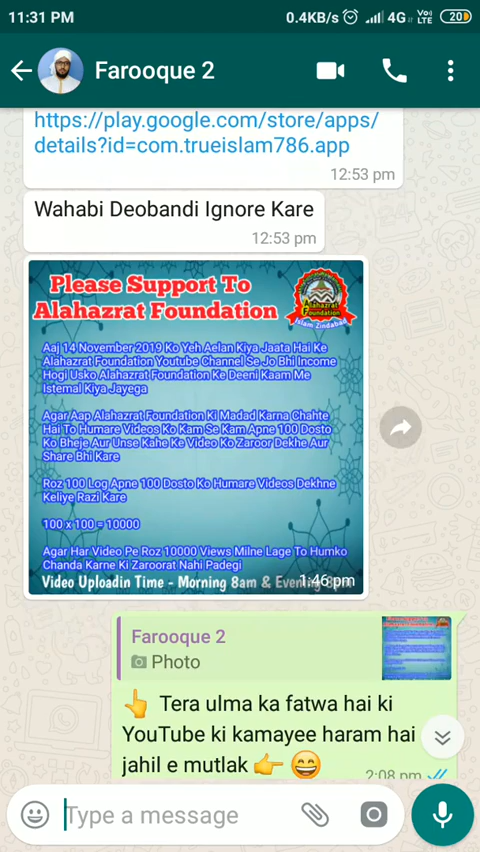 11:31 PM
0.4KB/s 4G Vo) LTE 20
Farooque 2
https://play.google.com/store/apps/
details?id=com.trueislam786.app
12:53 pm
Wahabi Deobandi Ignore Kare
12:53 pm
Please Support To
Alahazrat Foundation
Alahazrat
Foundation
Islam Zindabad
Aaj 14 November 2019 Ko Yeh Aelan Kiya Jaata Hai Ke
Alahazrat Foundation Youtube Channel Se Jo Bhi Income
Hogi Usko Alahazrat Foundation Ke Deeni Kaam Me
Istemal Kiya Jayega
Agar Aap Alahazrat Foundation Ki Madad Karna Chahte
Hai To Humare Videos Ko Kam Se Kam Apne 100 Dosto
Ko Bheje Aur Unse Kahe Ke Video Ko Zaroor Dekhe Aur
Share Bhi Kare
Roz 100 Log Apne 100 Dosto Ko Humare Videos Dekhne
Keliye Razi Kare
100 x 100 = 10000
Agar Har Video Pe Roz 10000 Views Milne Lage To Humko
Chanda Karne Ki Zaroorat Nahi Padegi
Video Uploadin Time - Morning 8am & Evening 8pm
1:46 pm
Farooque 2
Photo
👆 Tera ulma ka fatwa hai ki
YouTube ki kamayee haram hai
jahil e mutlak 👉 😄
2:08 pm
Type a message